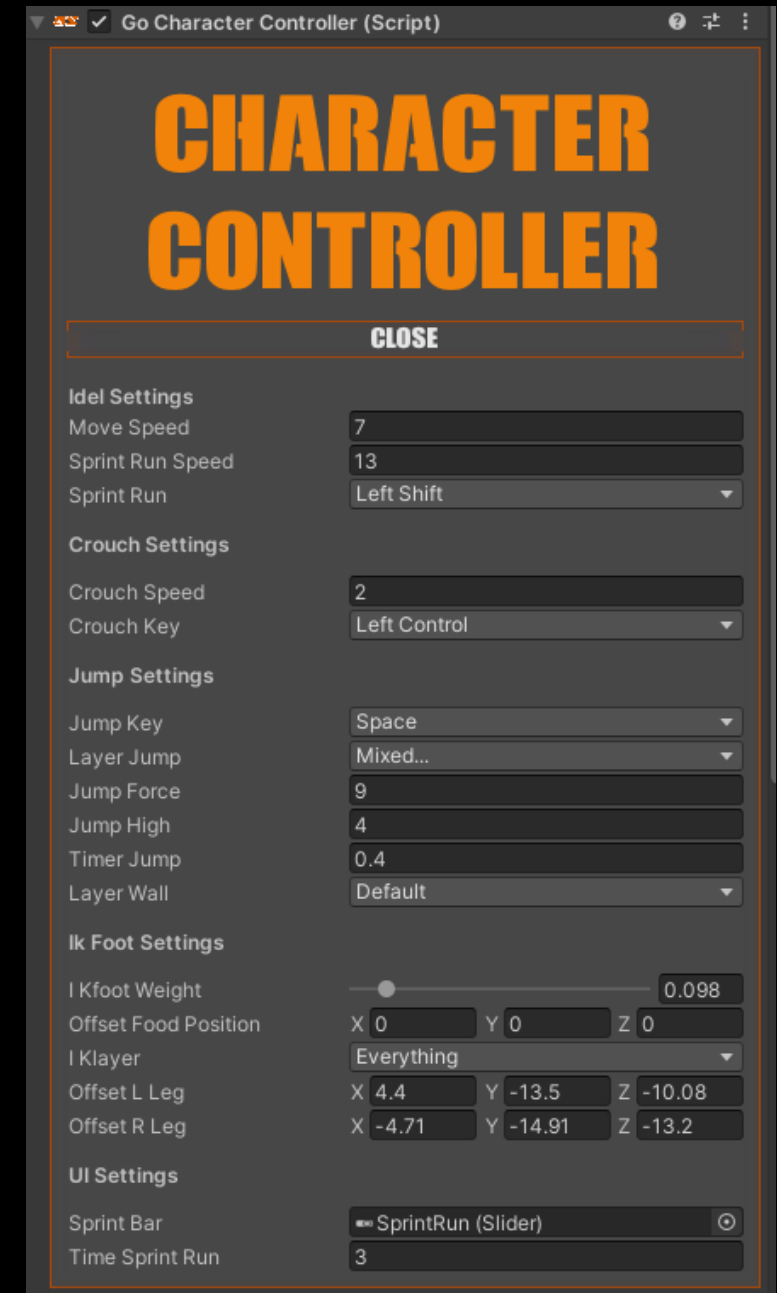 Go Character Controller (Script)
CHARACTER
CONTROLLER
CLOSE
Idel Settings
Move Speed 7
Sprint Run Speed 13
Sprint Run Left Shift
Crouch Settings
Crouch Speed 2
Crouch Key Left Control
Jump Settings
Jump Key Space
Layer Jump Mixed...
Jump Force 9
Jump High 4
Timer Jump 0.4
Layer Wall Default
Ik Foot Settings
I Kfoot Weight 0.098
Offset Food Position X 0 Y 0 Z 0
I Klayer Everything
Offset L Leg X 4.4 Y -13.5 Z -10.08
Offset R Leg X -4.71 Y -14.91 Z -13.2
UI Settings
Sprint Bar SprintRun (Slider)
Time Sprint Run 3